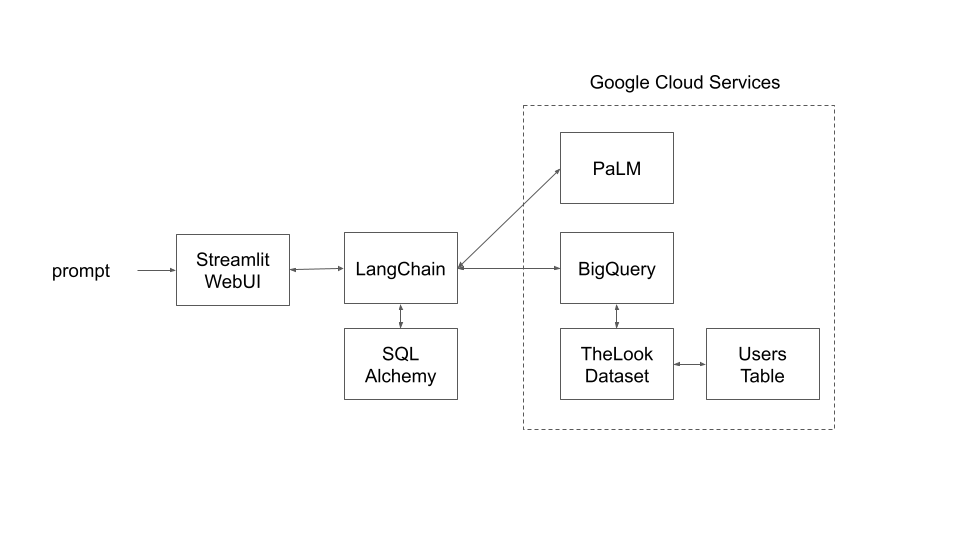 Google Cloud Services
PaLM
prompt
Streamlit
WebUI
LangChain
BigQuery
SQL
Alchemy
TheLook
Dataset
Users
Table